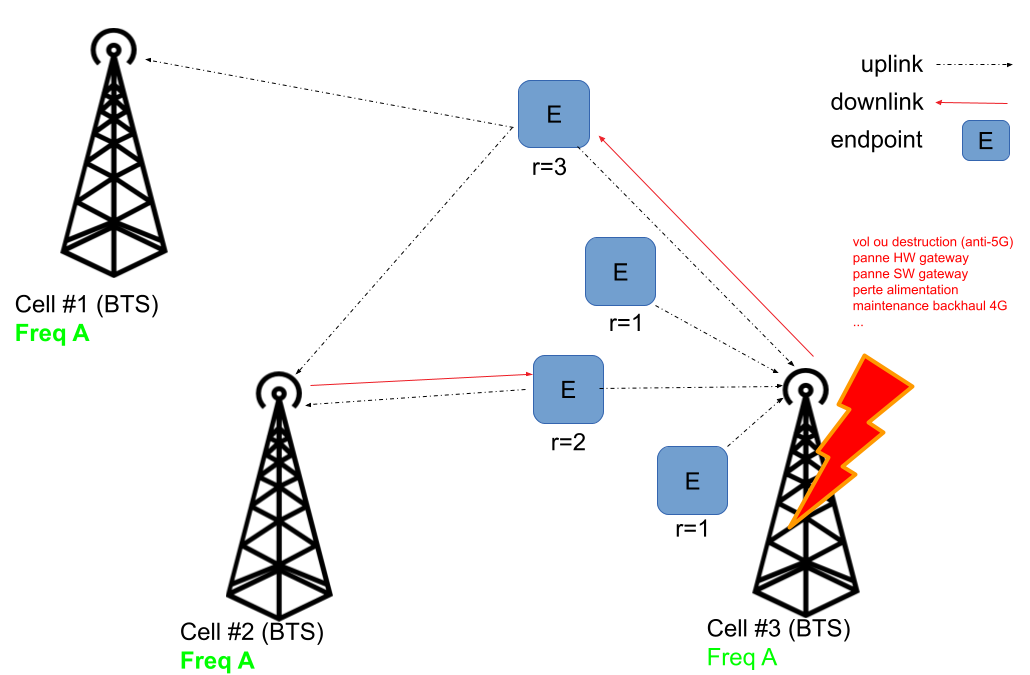 uplink
downlink
endpoint
E
E
r=3
vol ou destruction (anti-5G)
panne HW gateway
panne SW gateway
perte alimentation
maintenance backhaul 4G
...
E
r=1
Cell #1 (BTS)
Freq A
E
r=2
E
r=1
Cell #2 (BTS)
Freq A
Cell #3 (BTS)
Freq A